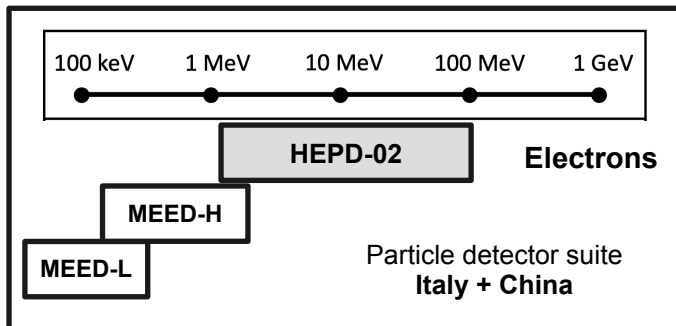 100 keV 1 MeV 10 MeV 100 MeV 1 GeV
HEPD-02
Electrons
MEED-H
MEED-L
Particle detector suite
Italy + China